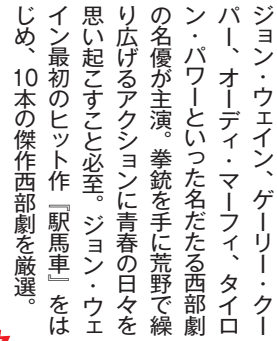 ジョン・ウェイン、ゲーリー・クー
パー、オーディ・マーフィ、タイロ
ン・パワーといった名だたる西部劇
の名優が主演。拳銃を手に荒野で繰
り広げるアクションに青春の日々を
思い起こすこと必至。ジョン・ウェ
イン最初のヒット作『駅馬車』をは
じめ、10本の傑作西部劇を厳選。